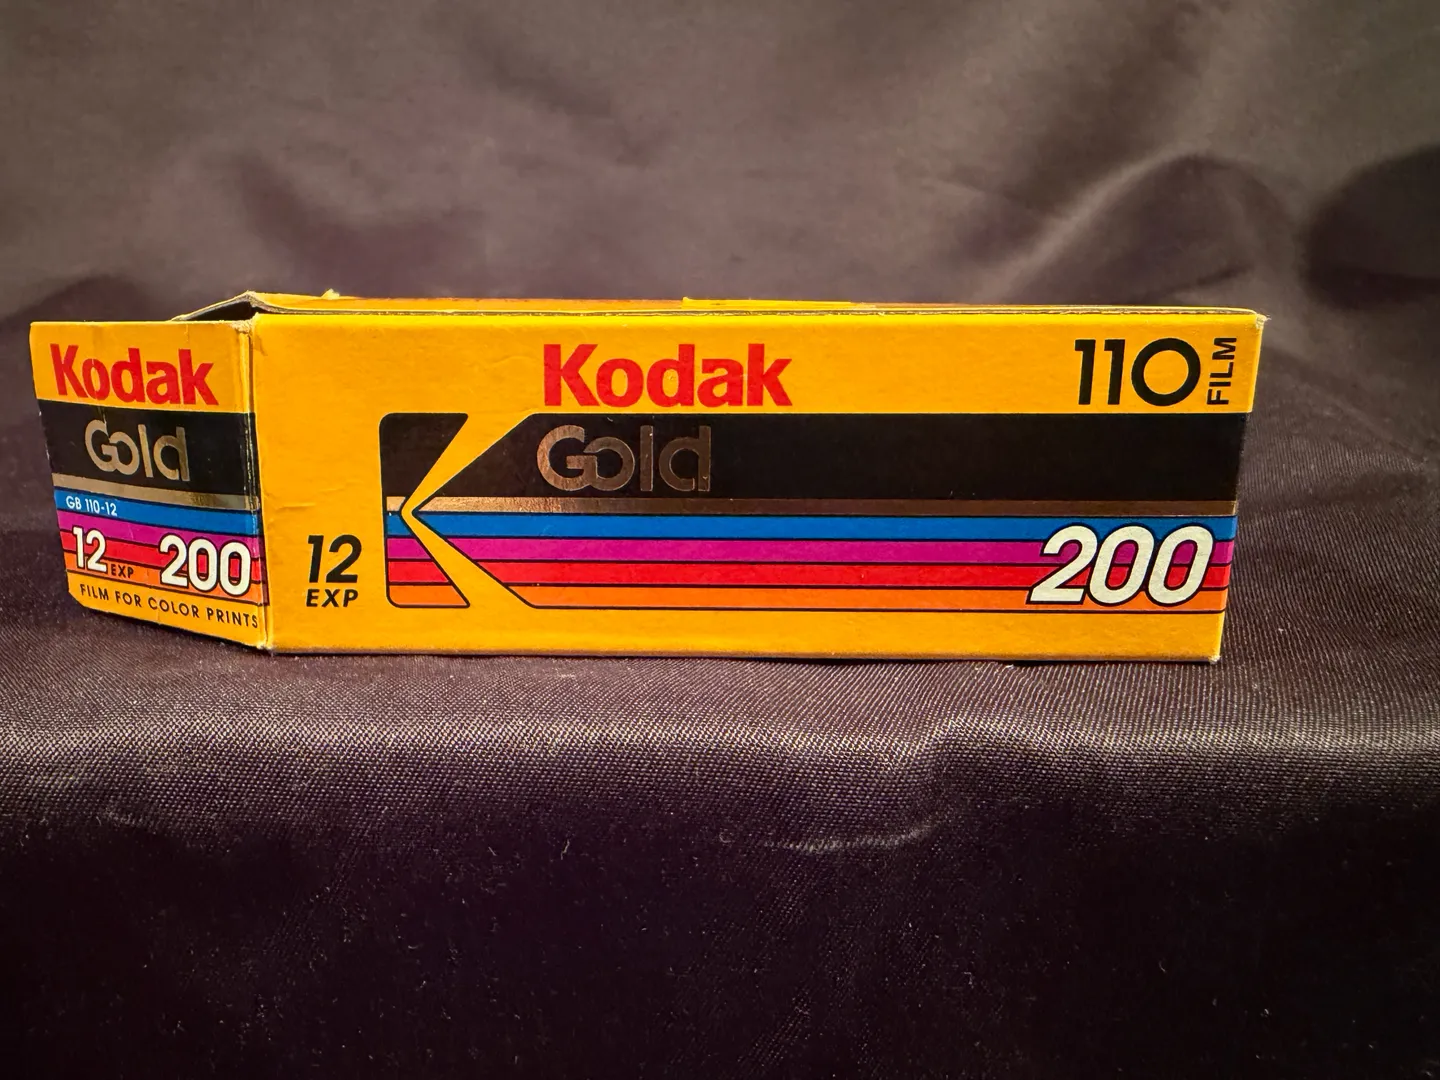 Kodak
Gold
GB 110-12
12 EXP 200
FILM FOR COLOR PRINTS
Kodak
110 FILM
Gold
12
EXP
200